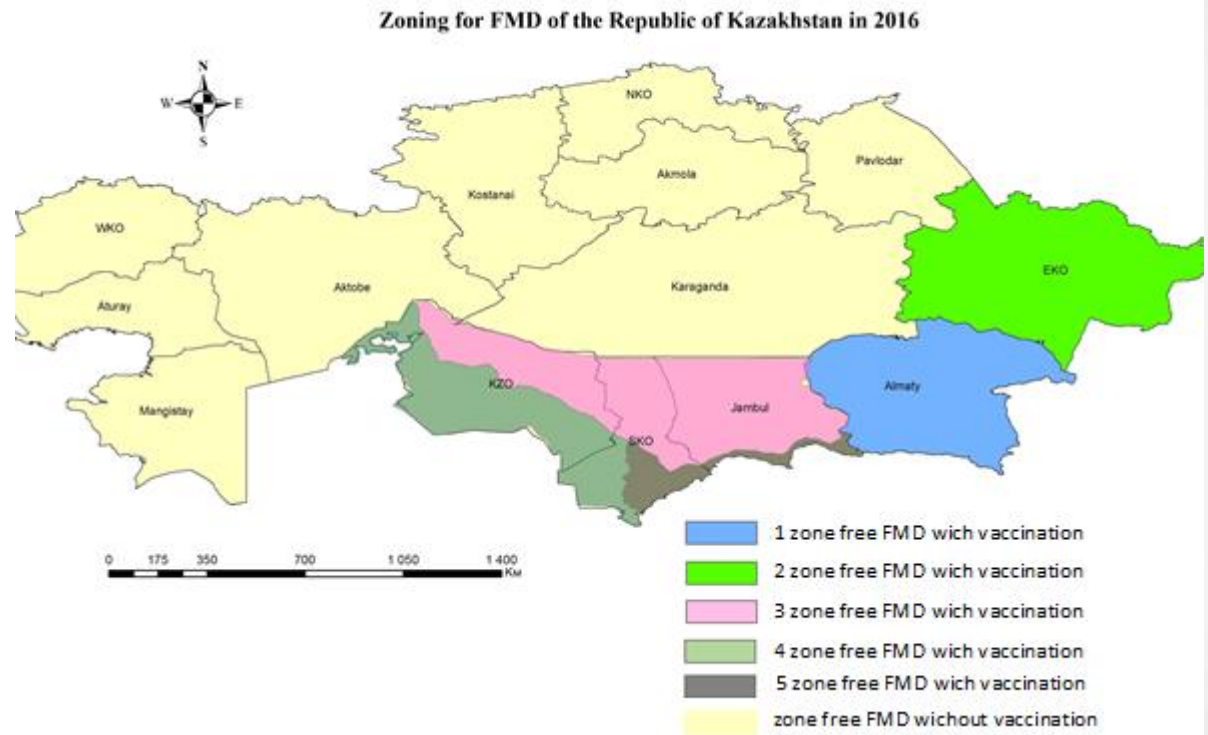 Zoning for FMD of the Republic of Kazakhstan in 2016
N
W E
S
NKO
Pavlodar
Akmola
Kostanai
WKO
EKO
Aktobe
Karaganda
Aturay
KZO
Almaty
Jambul
Mangistay
SKO
1 zone free FMD wich vaccination
0 175 350 700 1 050 1 400
Км
2 zone free FMD wich vaccination
3 zone free FMD wich vaccination
4 zone free FMD wich vaccination
5 zone free FMD wich vaccination
zone free FMD wichout vaccination